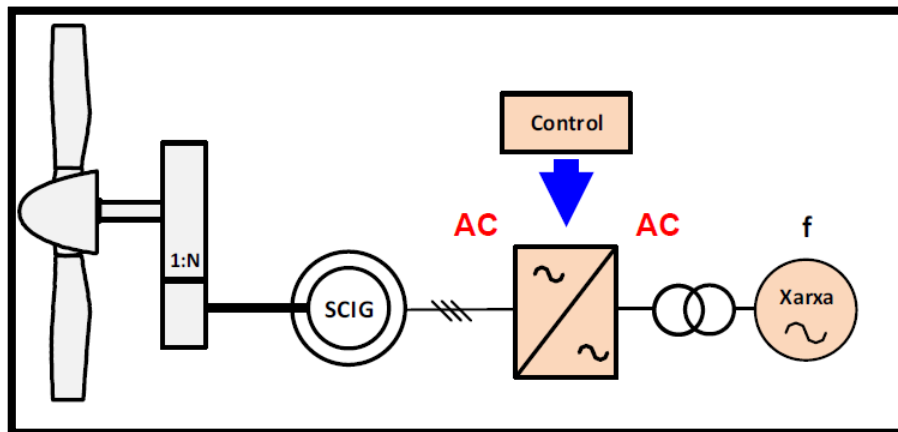 Control
AC
AC
f
1:N
SCIG
Xarxa